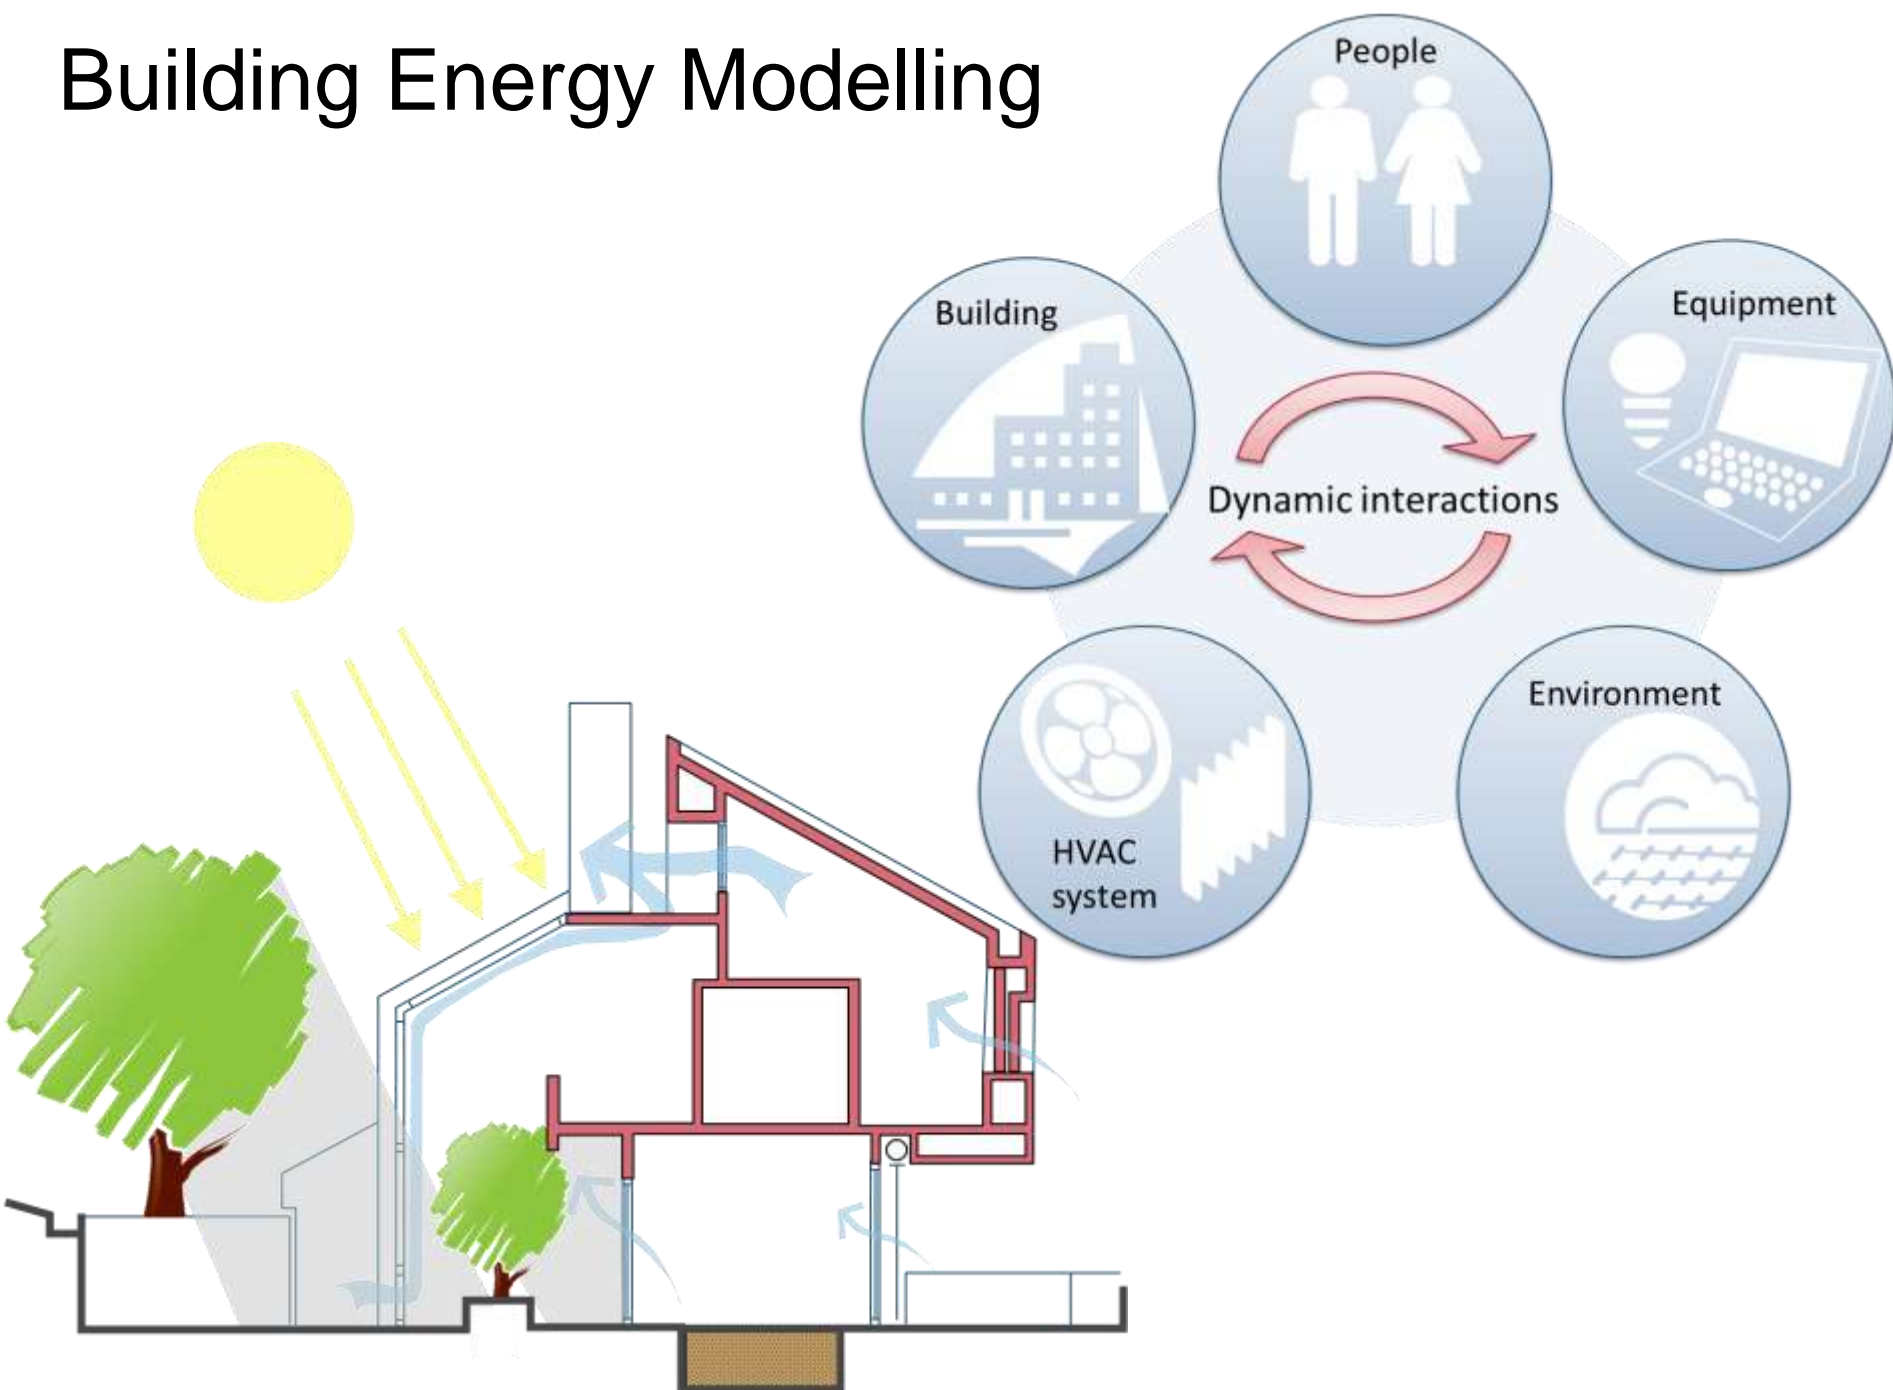 Building Energy Modelling
People
Building
Equipment
Dynamic interactions
HVAC
system
Environment